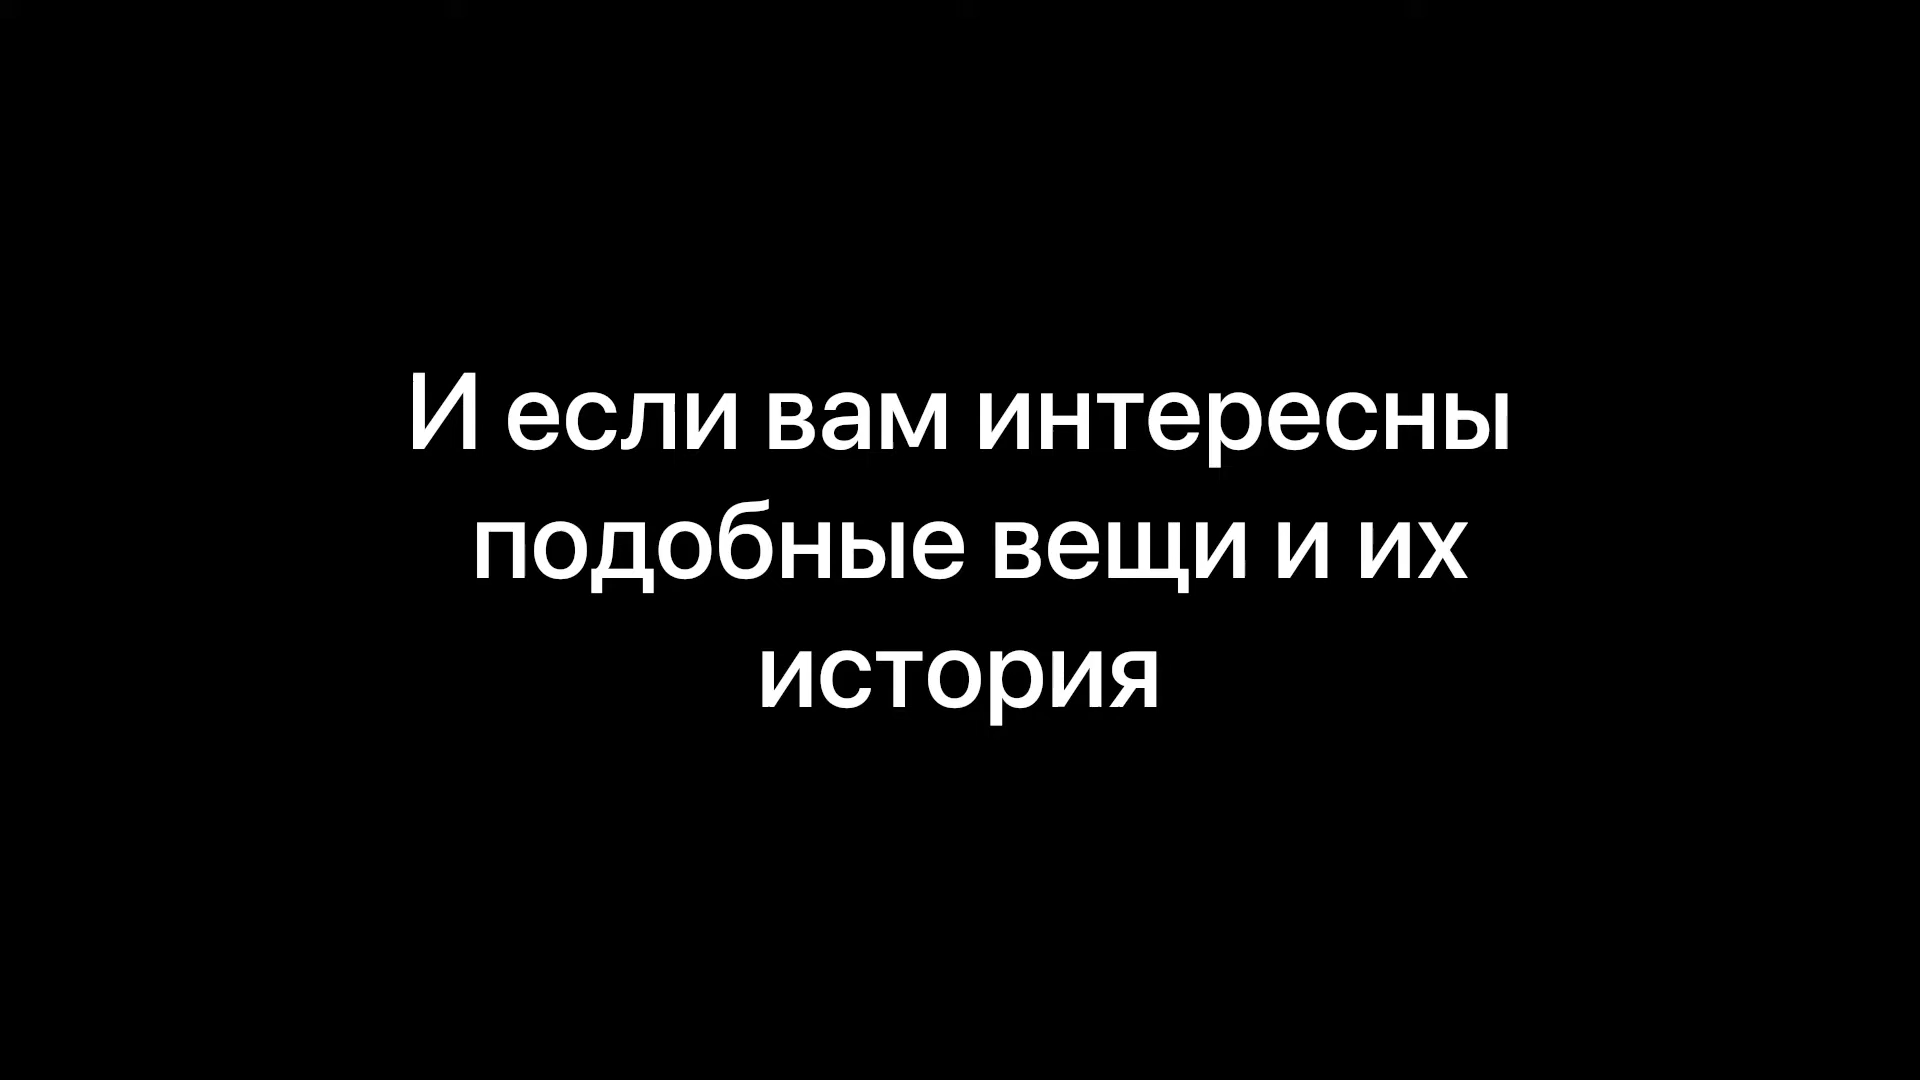 И если вам интересны
подобные вещи и их
история